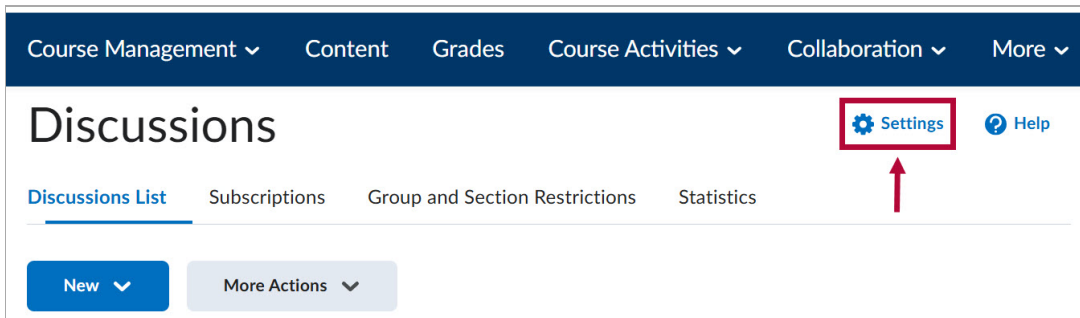 Course Management Content Grades Course Activities Collaboration More
Discussions
Settings Help
Discussions List Subscriptions Group and Section Restrictions Statistics
New More Actions